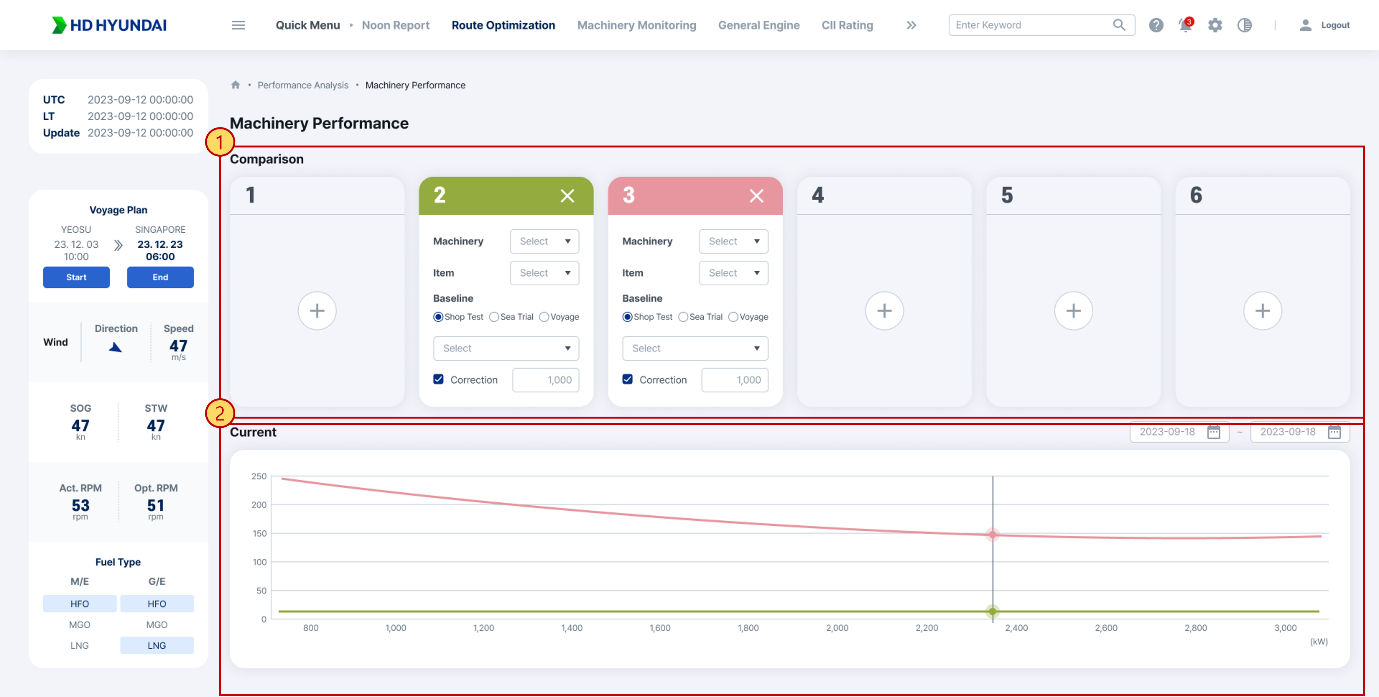 HD HYUNDAI
Quick Menu
Noon Report
Route Optimization
Machinery Monitoring
General Engine
CII Rating
Enter Keyword
3
Logout
UTC 2023-09-12 00:00:00
LT 2023-09-12 00:00:00
Update 2023-09-12 00:00:00
Voyage Plan
YEOSU
23. 12. 03
10:00
SINGAPORE
23. 12. 23
06:00
Start
End
Wind
Direction
Speed
47
m/s
SOG
47
kn
STW
47
kn
Act. RPM
53
rpm
Opt. RPM
51
rpm
Fuel Type
M/E G/E
HFO HFO
MGO MGO
LNG LNG
Performance Analysis • Machinery Performance
Machinery Performance
1
Comparison
1
2
Machinery Select
Item Select
Baseline
Shop Test Sea Trial Voyage
Select
Correction 1,000
3
Machinery Select
Item Select
Baseline
Shop Test Sea Trial Voyage
Select
Correction 1,000
4
5
6
2
Current
2023-09-18 ~ 2023-09-18
250
200
150
100
50
0
800 1,000 1,200 1,400 1,600 1,800 2,000 2,200 2,400 2,600 2,800 3,000
(kW)